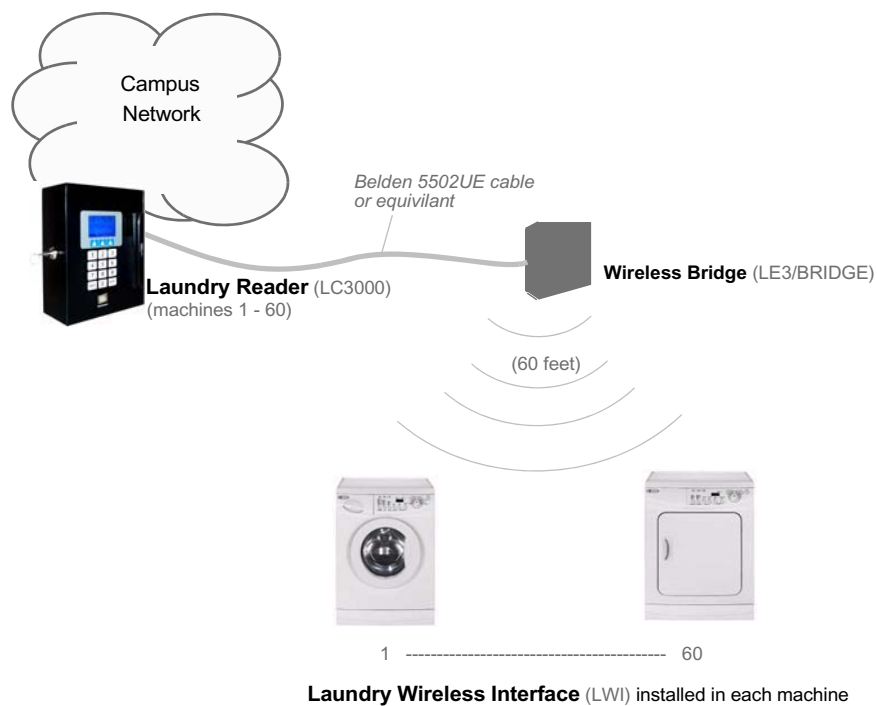 Campus
Network
Belden 5502UE cable
or equivilant
Wireless Bridge (LE3/BRIDGE)
Laundry Reader (LC3000)
(machines 1 - 60)
(60 feet)
1 ---------------------------------- 60
Laundry Wireless Interface (LWI) installed in each machine